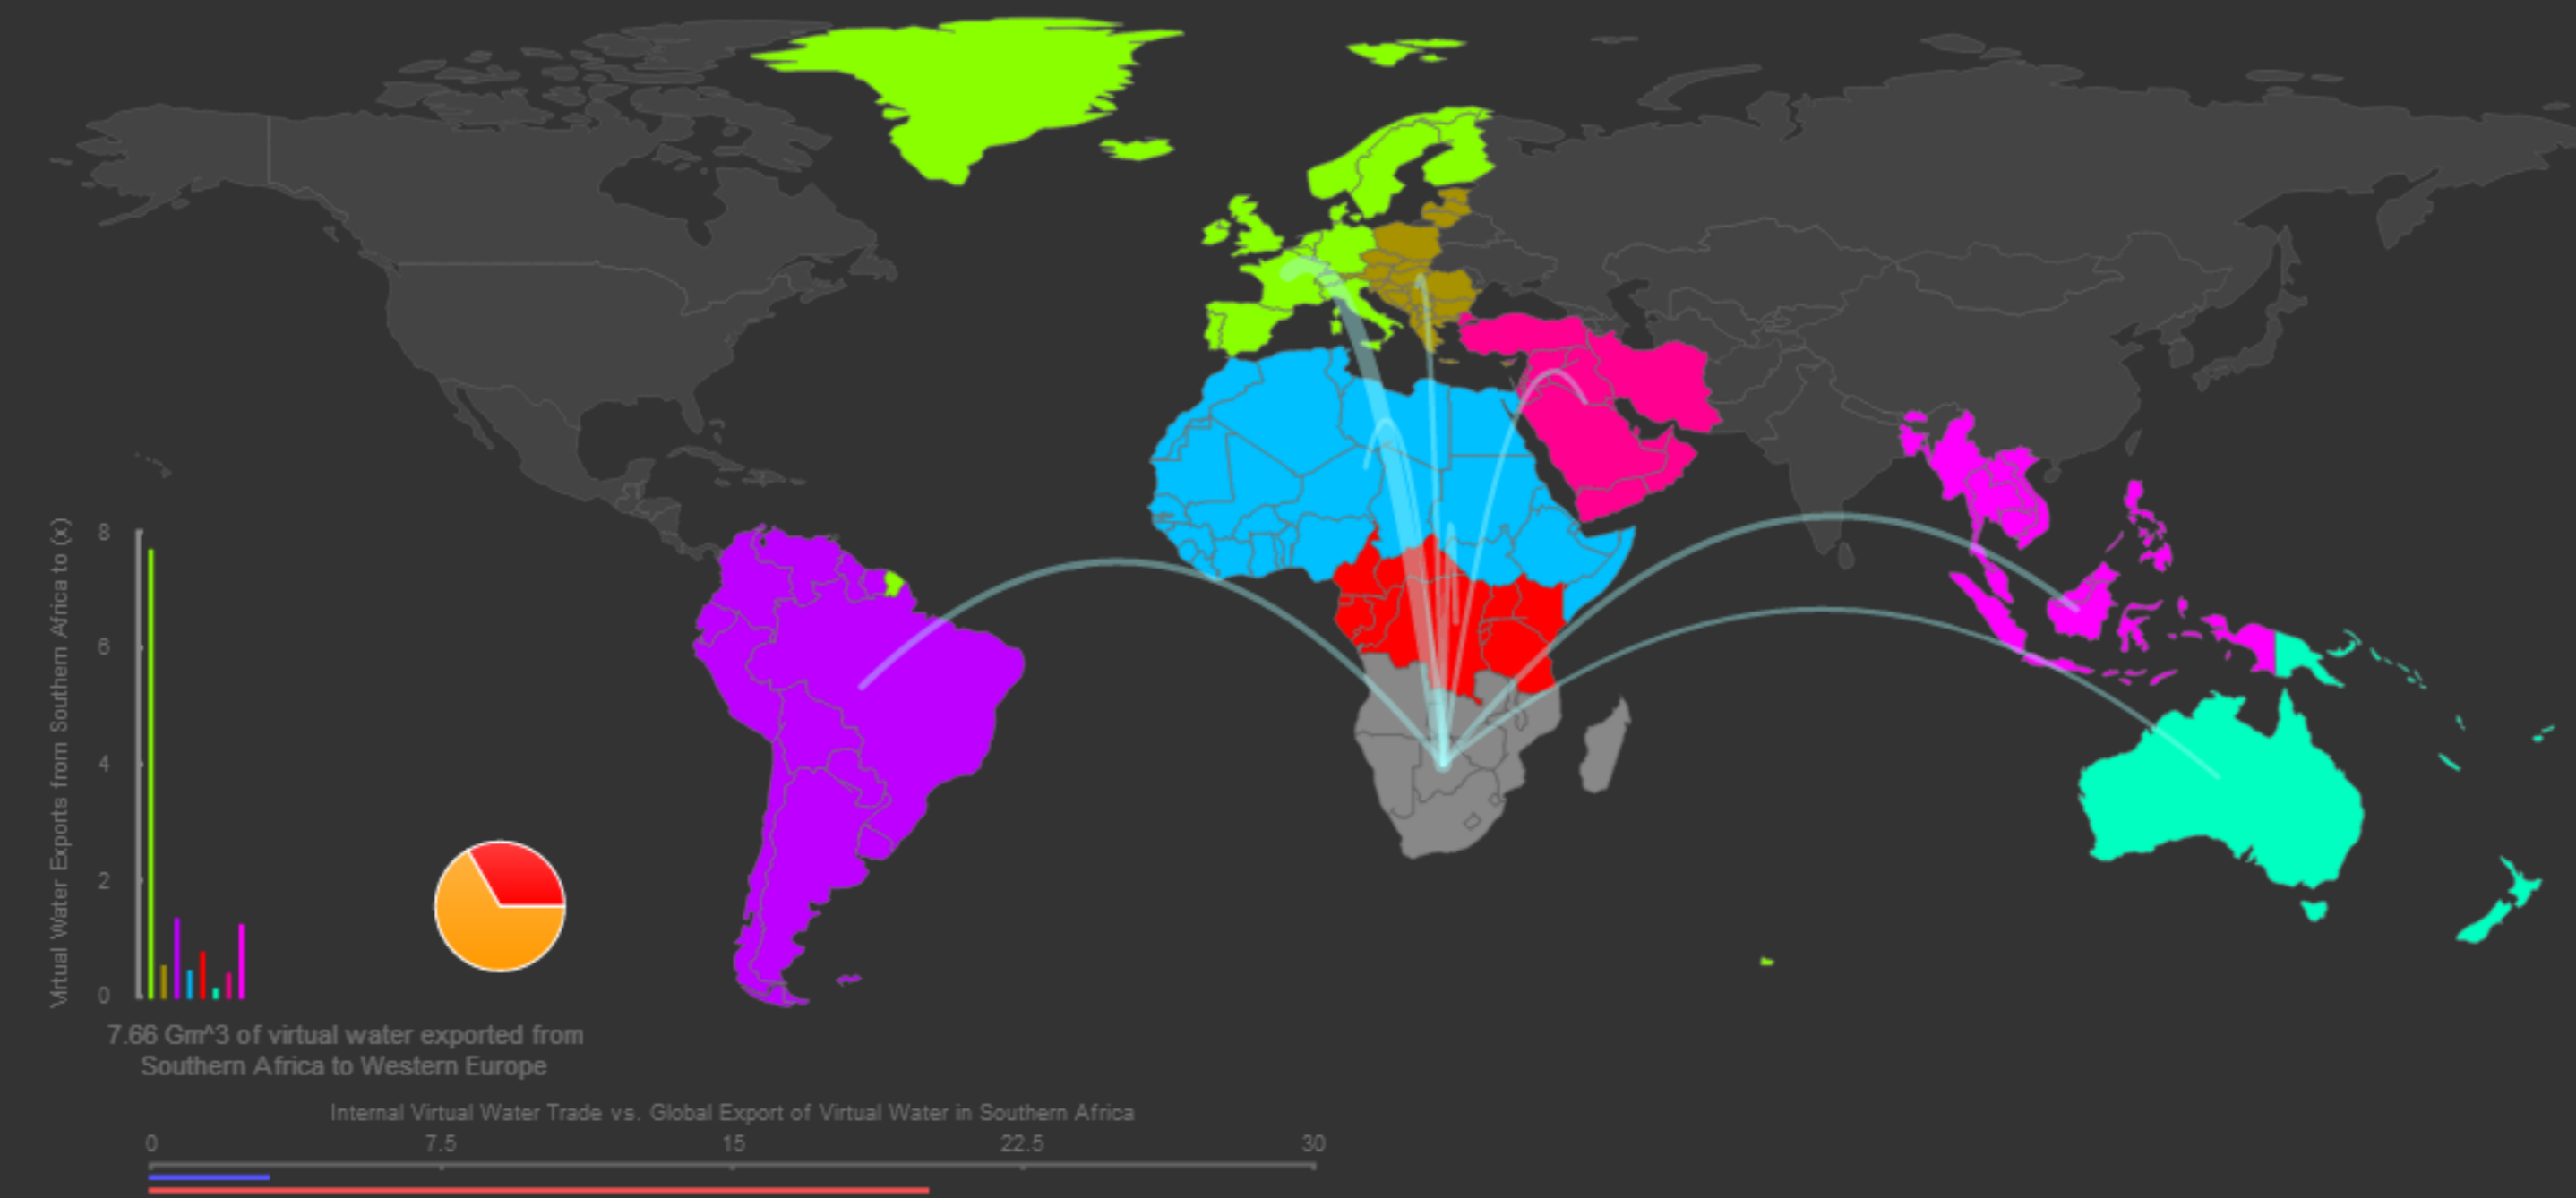 Virtual Water Exports from Southern Africa to (x)
8
6
4
2
0
7.66 Gm^3 of virtual water exported from
Southern Africa to Western Europe
Internal Virtual Water Trade vs. Global Export of Virtual Water in Southern Africa
0 7.5 15 22.5 30